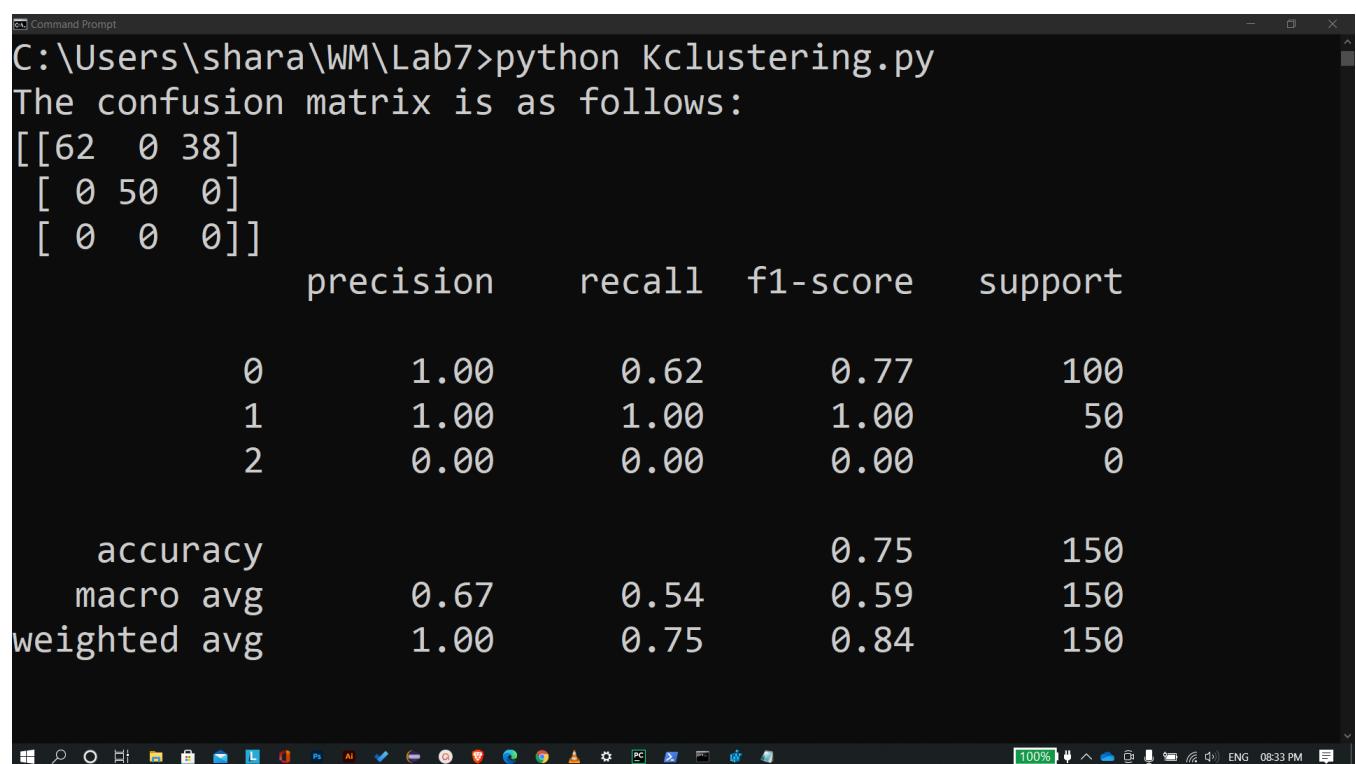 Command Prompt
C:\Users\shara\WM\Lab7>python Kclustering.py
The confusion matrix is as follows:
[[62  0 38]
 [ 0 50  0]
 [ 0  0  0]]
              precision    recall  f1-score   support
           0       1.00      0.62      0.77       100
           1       1.00      1.00      1.00        50
           2       0.00      0.00      0.00         0
    accuracy                           0.75       150
   macro avg       0.67      0.54      0.59       150
weighted avg       1.00      0.75      0.84       150
L Ps Ai PC 100% ENG 08:33 PM